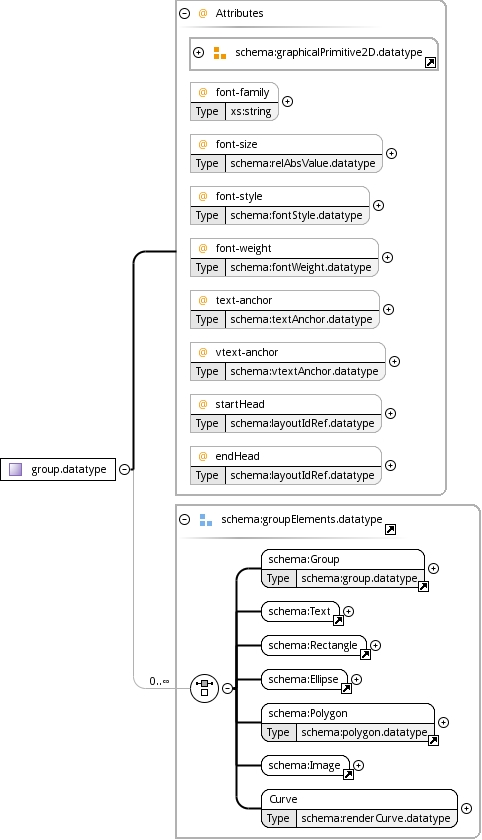 @ Attributes
schema:graphicalPrimitive2D.datatype
@ font-family
Type xs:string
@ font-size
Type schema:relAbsValue.datatype
@ font-style
Type schema:fontStyle.datatype
@ font-weight
Type schema:fontWeight.datatype
@ text-anchor
Type schema:textAnchor.datatype
@ vtext-anchor
Type schema:vtextAnchor.datatype
@ startHead
Type schema:layoutIdRef.datatype
@ endHead
Type schema:layoutIdRef.datatype
group.datatype
schema:groupElements.datatype
schema:Group
Type schema:group.datatype
schema:Text
schema:Rectangle
schema:Ellipse
0..∞
schema:Polygon
Type schema:polygon.datatype
schema:Image
Curve
Type schema:renderCurve.datatype